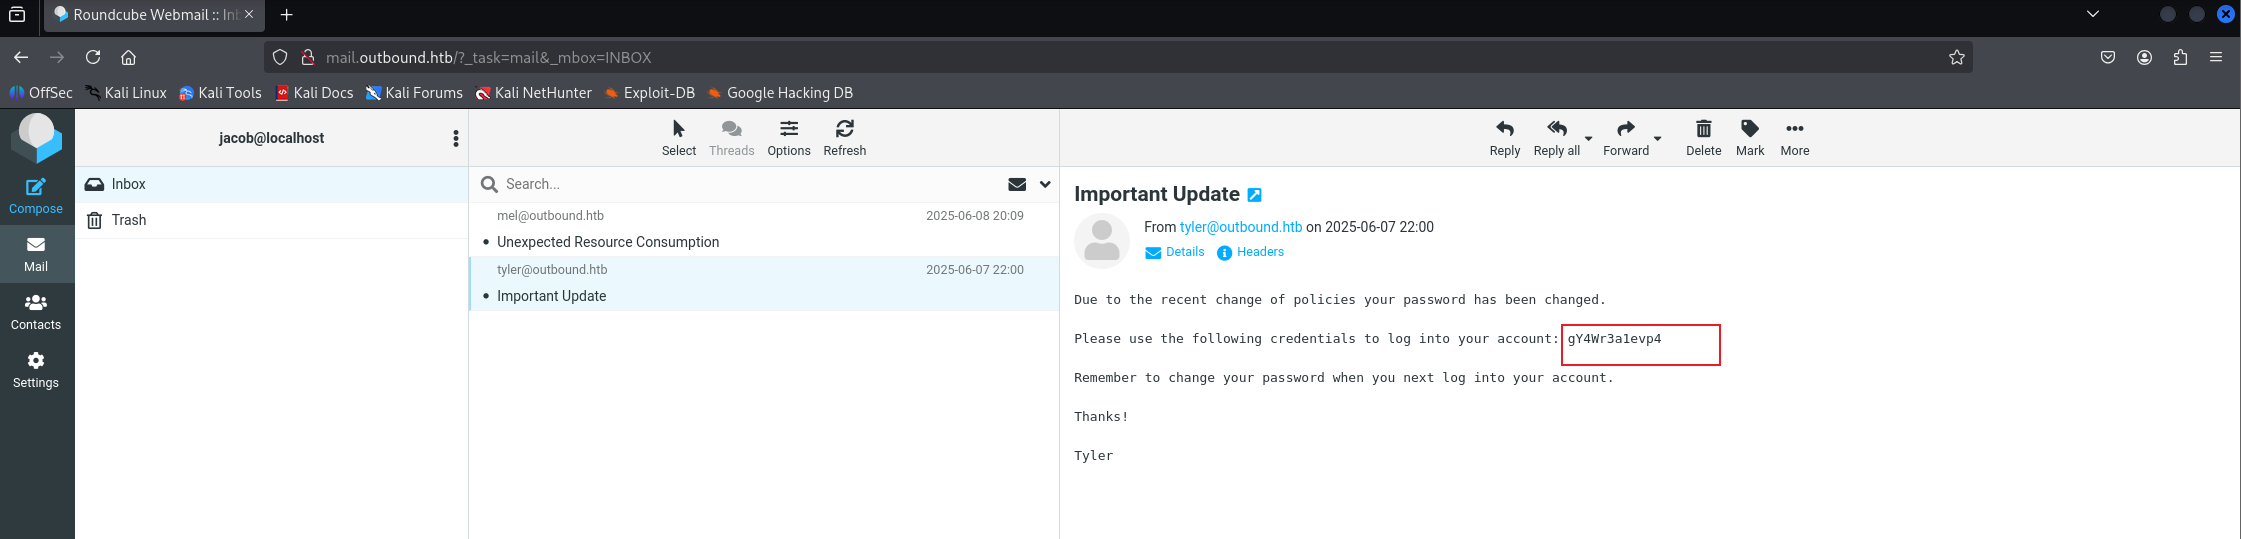 Roundcube Webmail :: Inb
mail.outbound.htb/?_task=mail&_mbox=INBOX
OffSec Kali Linux Kali Tools Kali Docs Kali Forums Kali NetHunter Exploit-DB Google Hacking DB
jacob@localhost
Select Threads Options Refresh
Reply Reply all Forward Delete Mark More
Compose
Mail
Contacts
Settings
Inbox
Trash
Search...
mel@outbound.htb 2025-06-08 20:09
• Unexpected Resource Consumption
tyler@outbound.htb 2025-06-07 22:00
• Important Update
Important Update
From tyler@outbound.htb on 2025-06-07 22:00
Details Headers
Due to the recent change of policies your password has been changed.
Please use the following credentials to log into your account: gY4Wr3a1evp4
Remember to change your password when you next log into your account.
Thanks!
Tyler